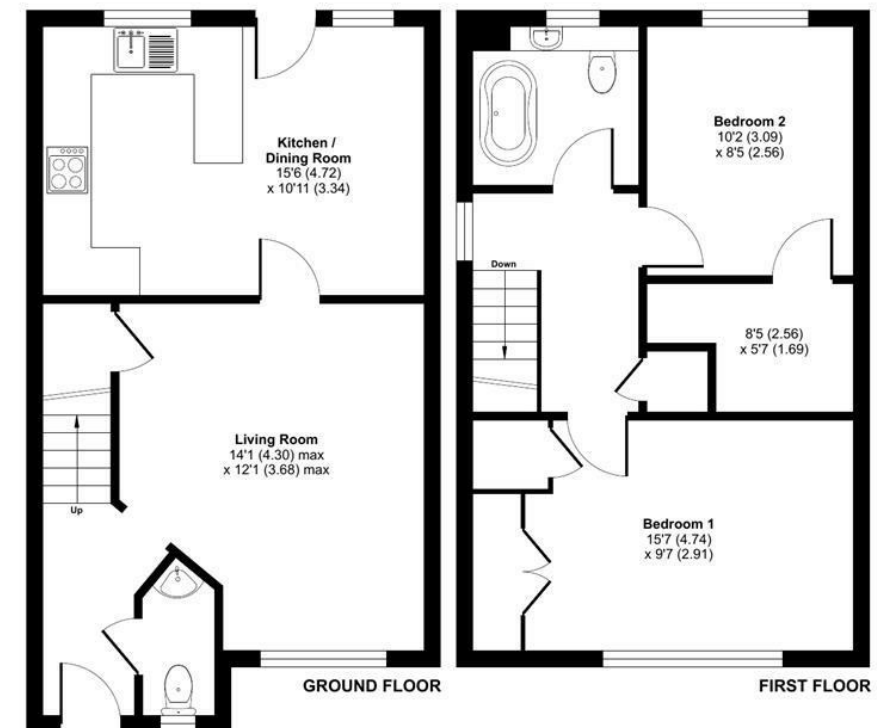 Kitchen /
Dining Room
15'6 (4.72)
x 10'11 (3.34)
Living Room
14'1 (4.30) max
x 12'1 (3.68) max
Up
GROUND FLOOR
Bedroom 2
10'2 (3.09)
x 8'5 (2.56)
Down
8'5 (2.56)
x 5'7 (1.69)
Bedroom 1
15'7 (4.74)
x 9'7 (2.91)
FIRST FLOOR